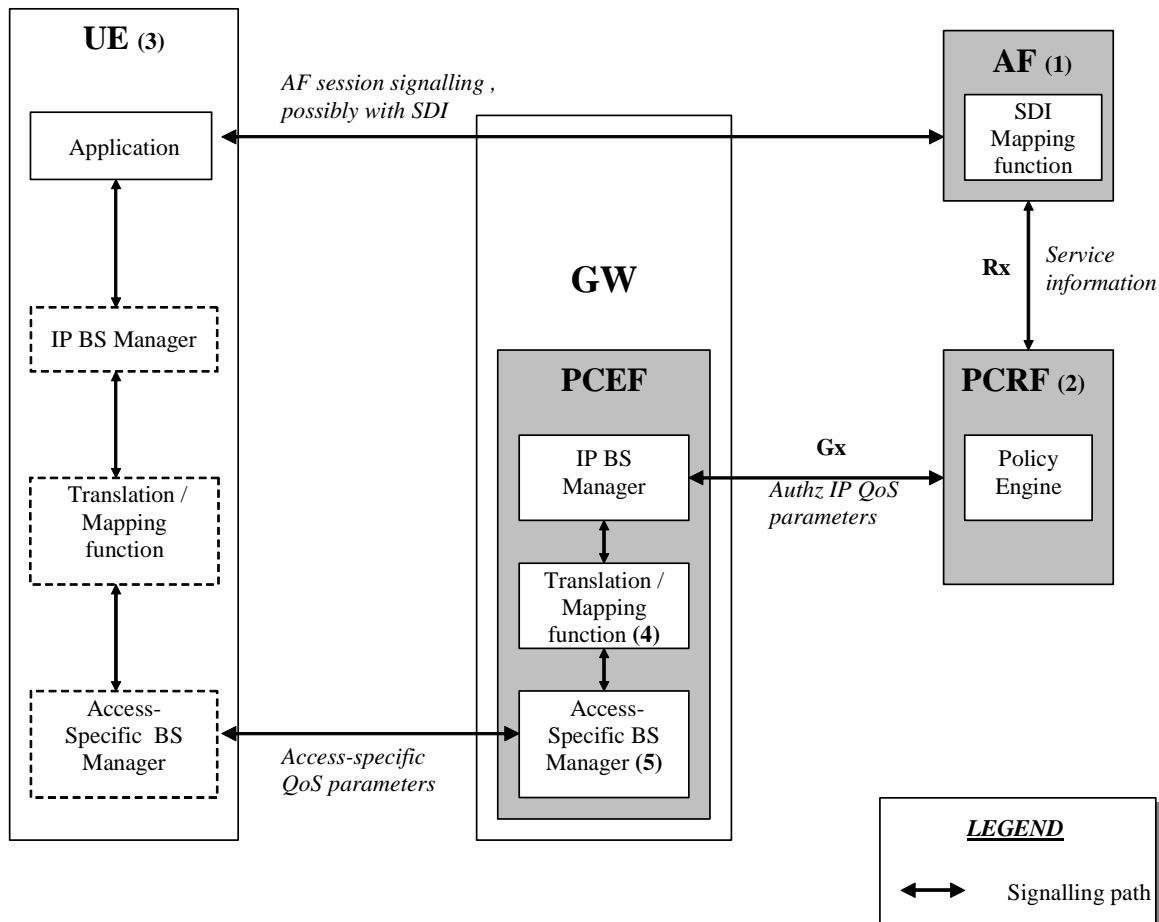 UE (3)
AF session signalling ,
possibly with SDI
AF (1)
SDI
Mapping
function
Application
GW
Rx
Service
information
IP BS Manager
PCEF
PCRF (2)
IP BS
Manager
Gx
Authz IP QoS
parameters
Policy
Engine
Translation /
Mapping
function
Translation /
Mapping
function (4)
Access-
Specific BS
Manager
Access-specific
QoS parameters
Access-
Specific BS
Manager (5)
LEGEND
Signalling path